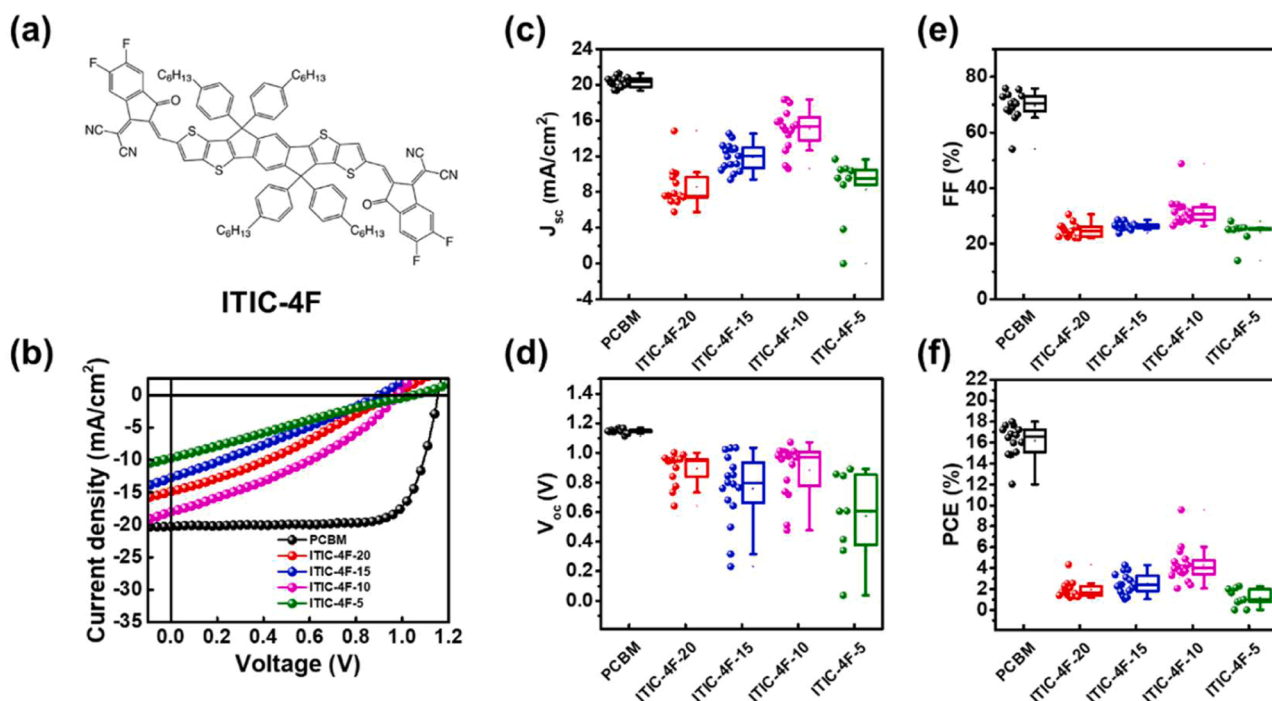 (a)
F
F
C₆H₁₃
C₆H₁₃
O
NC
CN
S
S
S
S
CN
CN
O
C₆H₁₃
C₆H₁₃
F
F
ITIC-4F
(b)
Current density (mA/cm²)
5
0
-5
-10
-15
-20
-25
-30
-35
0.0 0.2 0.4 0.6 0.8 1.0 1.2
Voltage (V)
PCBM
ITIC-4F-20
ITIC-4F-15
ITIC-4F-10
ITIC-4F-5
(c)
Jsc (mA/cm²)
24
20
16
12
8
4
0
-4
PCBM
ITIC-4F-20
ITIC-4F-15
ITIC-4F-10
ITIC-4F-5
(d)
Voc (V)
1.4
1.2
1.0
0.8
0.6
0.4
0.2
0.0
PCBM
ITIC-4F-20
ITIC-4F-15
ITIC-4F-10
ITIC-4F-5
(e)
FF (%)
80
60
40
20
0
PCBM
ITIC-4F-20
ITIC-4F-15
ITIC-4F-10
ITIC-4F-5
(f)
PCE (%)
22
20
18
16
14
12
10
8
6
4
2
0
PCBM
ITIC-4F-20
ITIC-4F-15
ITIC-4F-10
ITIC-4F-5